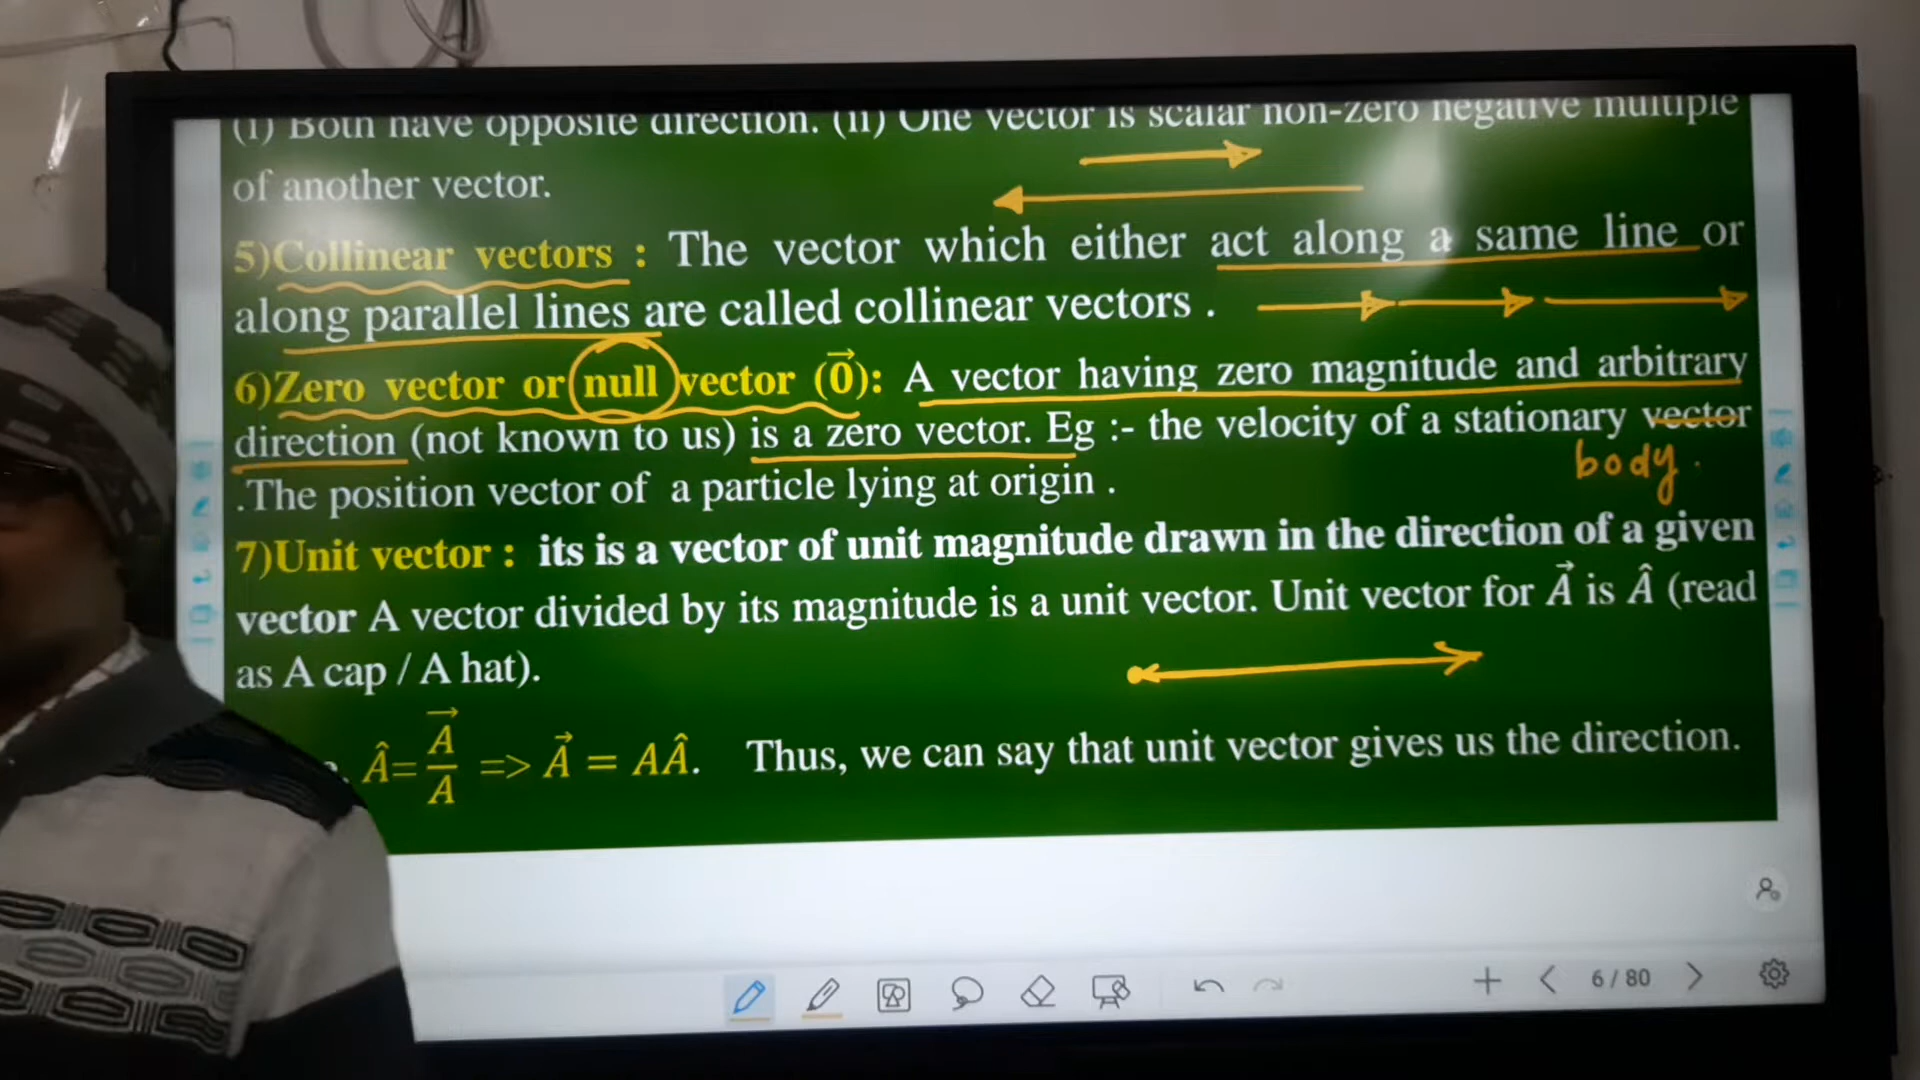 (i) Both have opposite direction. (ii) One vector is scalar non-zero negative multiple
of another vector.
5)Collinear vectors : The vector which either act along a same line or
along parallel lines are called collinear vectors .
6)Zero vector or null vector (0⃗): A vector having zero magnitude and arbitrary
direction (not known to us) is a zero vector. Eg :- the velocity of a stationary vector
body.
.The position vector of a particle lying at origin .
7)Unit vector : its is a vector of unit magnitude drawn in the direction of a given
vector A vector divided by its magnitude is a unit vector. Unit vector for A⃗ is Â (read
as A cap / A hat).
Â= A⃗/A => A⃗ = AÂ. Thus, we can say that unit vector gives us the direction.
6 / 80